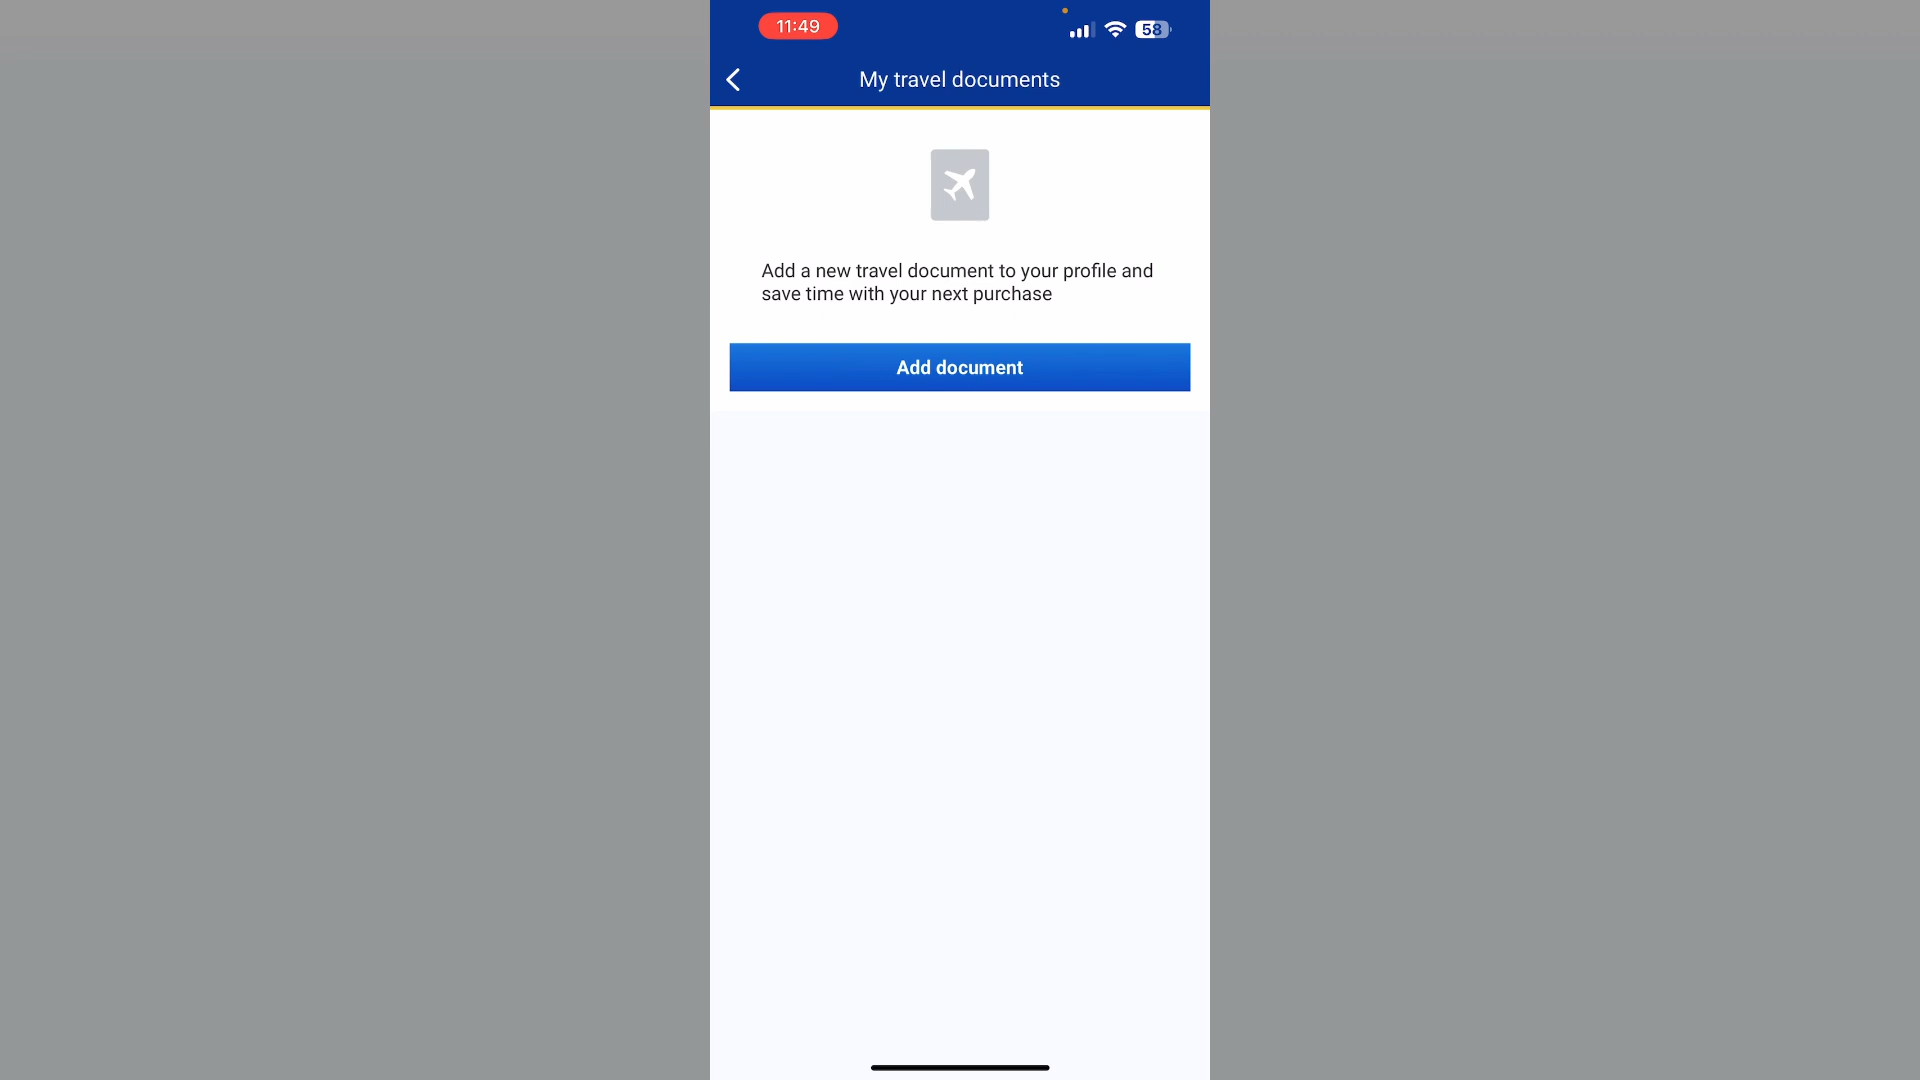 11:49
58
My travel documents
Add a new travel document to your profile and
save time with your next purchase
Add document